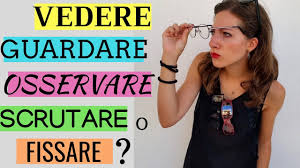 VEDERE
GUARDARE
OSSERVARE
SCRUTARE O
FISSARE ?